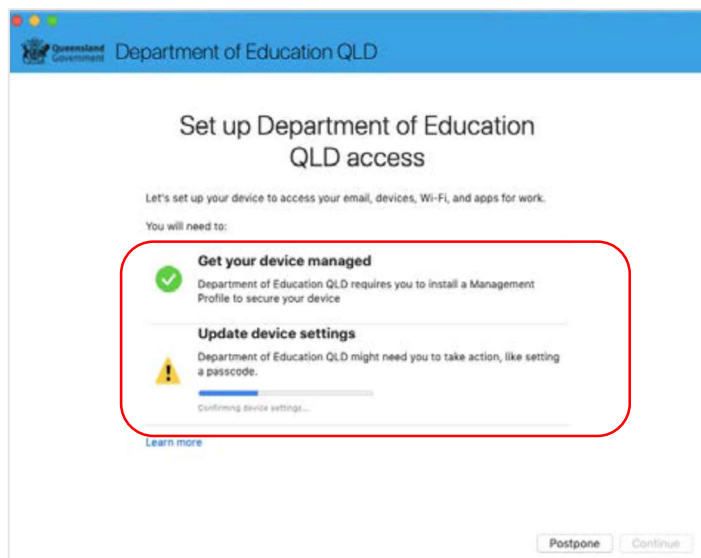 Queensland
Government
Department of Education QLD
Set up Department of Education
QLD access
Let's set up your device to access your email, devices, Wi-Fi, and apps for work.
You will need to:
Get your device managed
Department of Education QLD requires you to install a Management
Profile to secure your device
Update device settings
Department of Education QLD might need you to take action, like setting
a passcode.
Confirming device settings...
Learn more
Postpone
Continue